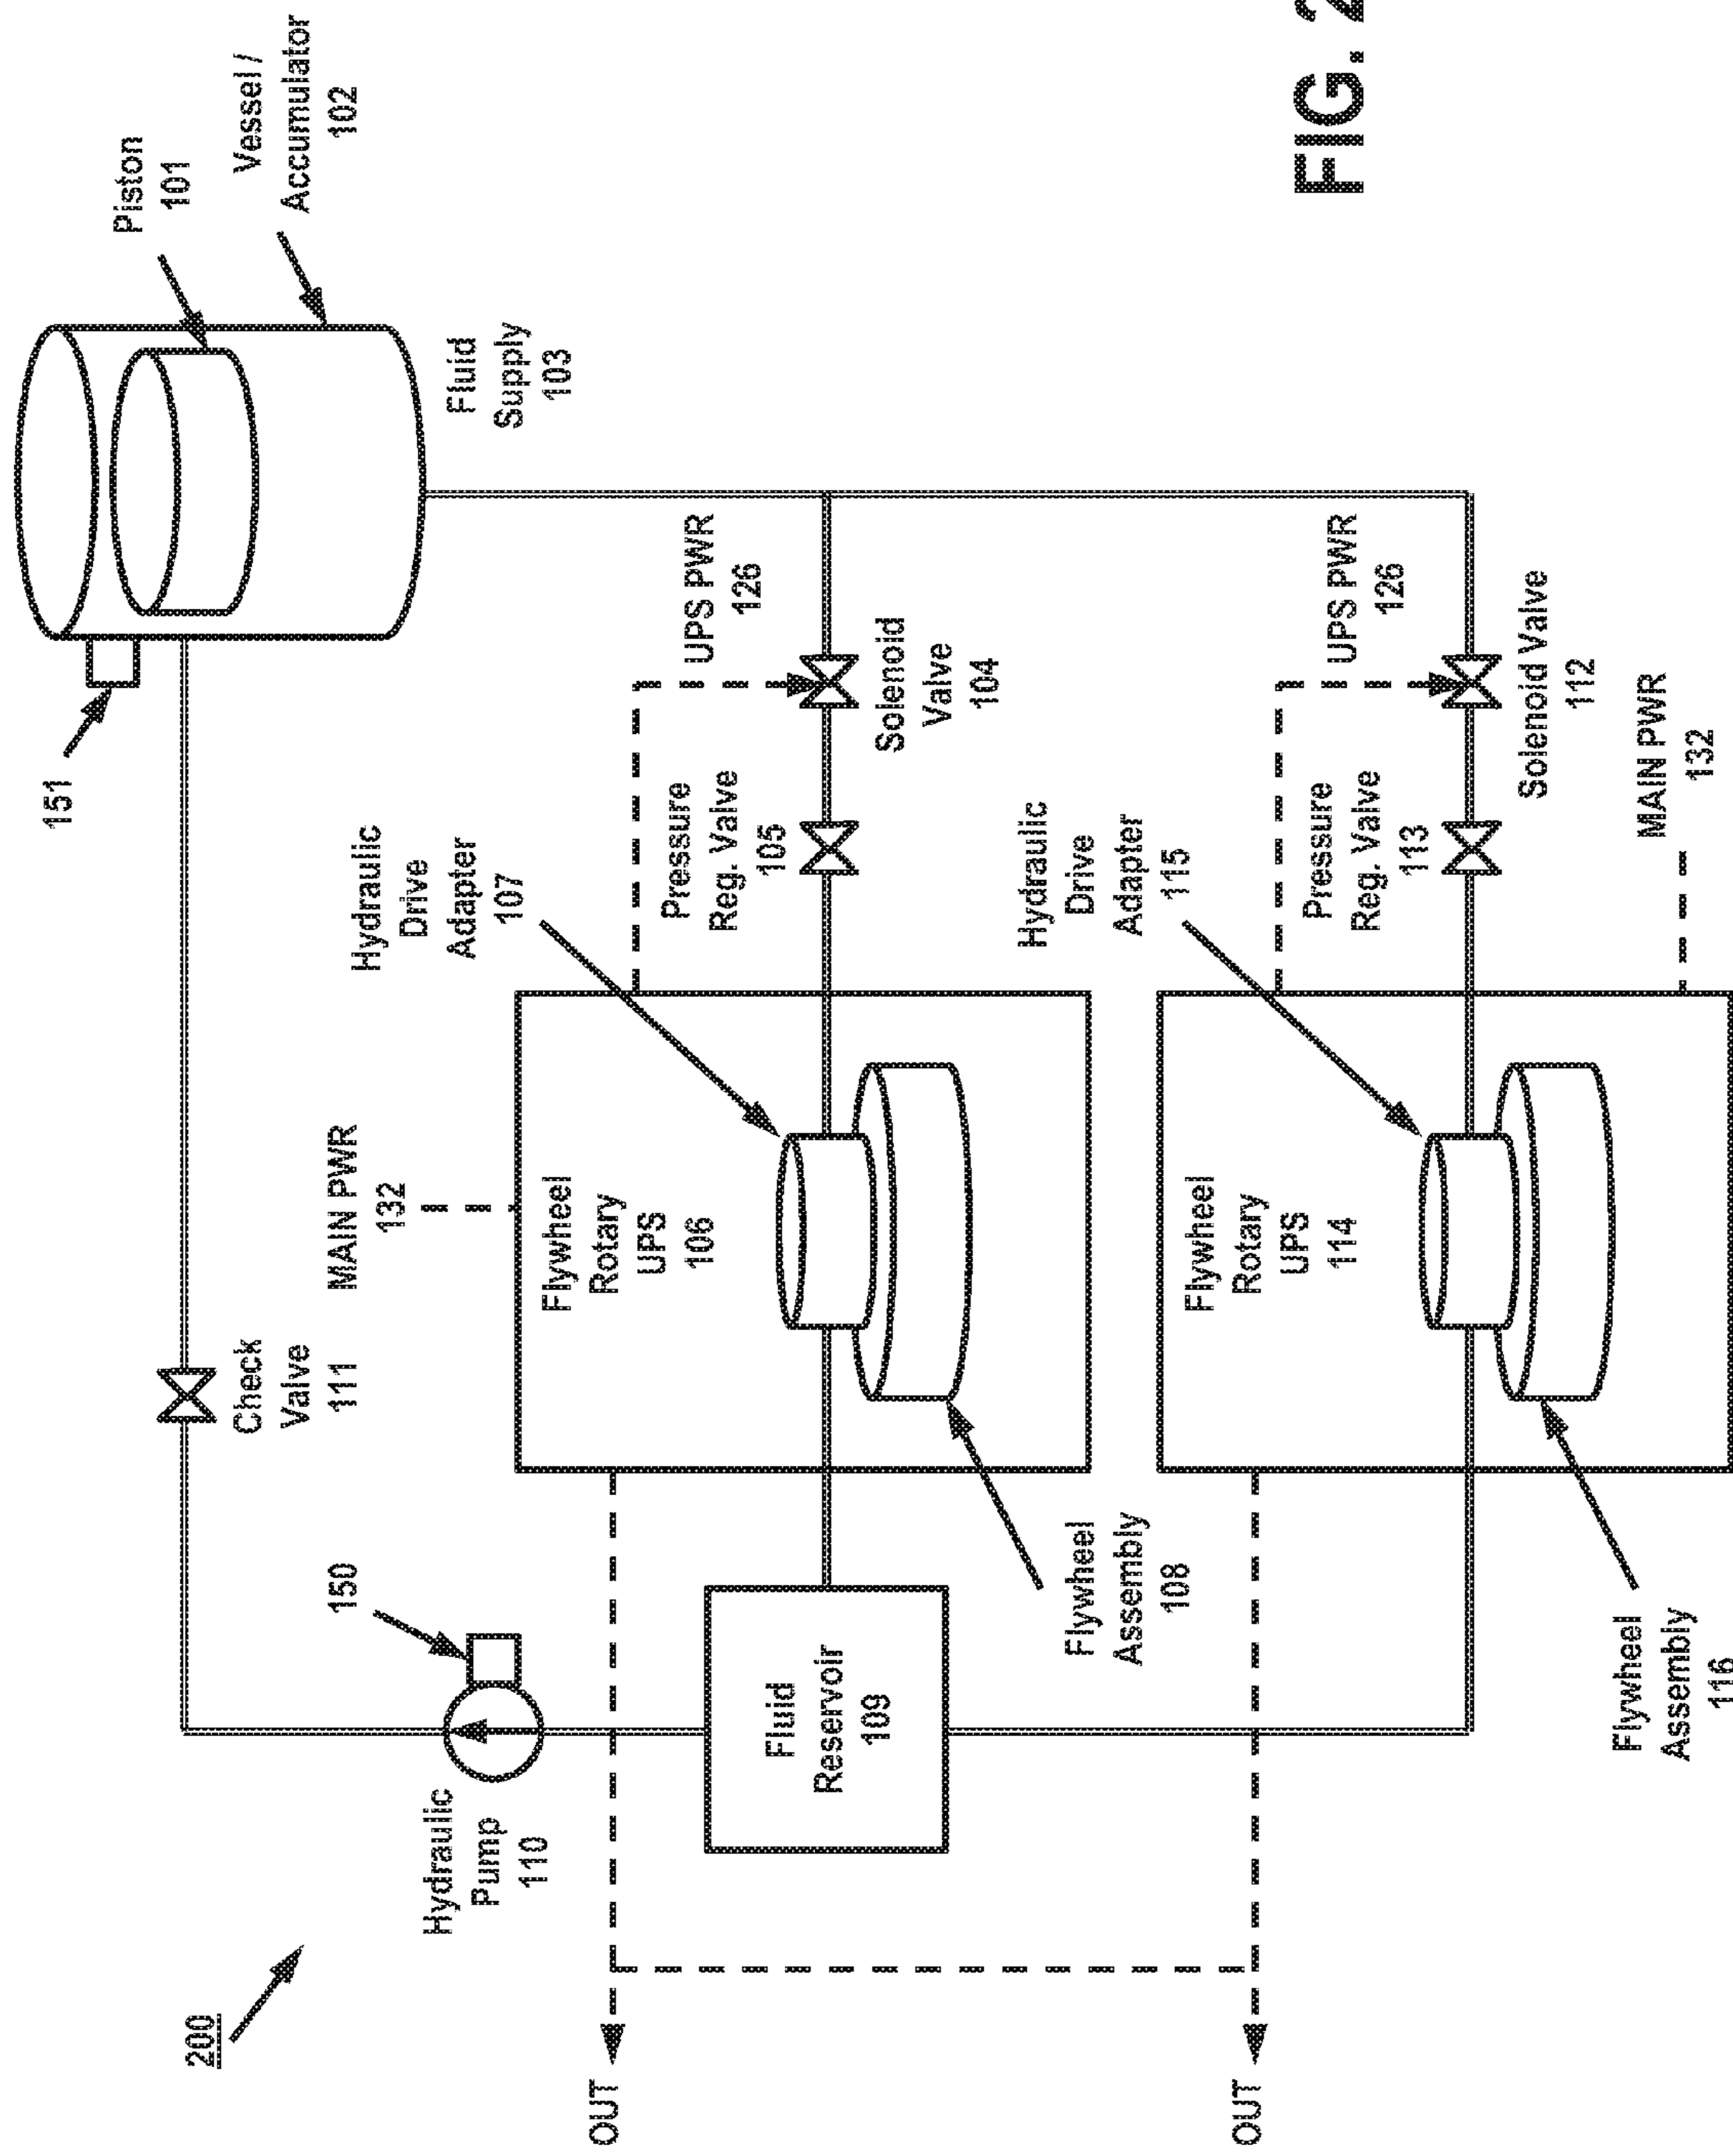 200
151
Piston
101
Vessel /
Accumulator
102
Check
Valve
111
150
MAIN PWR
132
Hydraulic
Drive
Adapter
107
Hydraulic
Pump
110
Fluid
Supply
103
OUT
Flywheel
Rotary
UPS
106
Pressure
Reg. Valve
105
UPS PWR
126
Fluid
Reservoir
109
Solenoid
Valve
104
Flywheel
Assembly
108
Hydraulic
Drive
Adapter
115
OUT
Flywheel
Rotary
UPS
114
Pressure
Reg. Valve
113
UPS PWR
126
Solenoid Valve
112
Flywheel
Assembly
116
MAIN PWR
132
FIG. 2